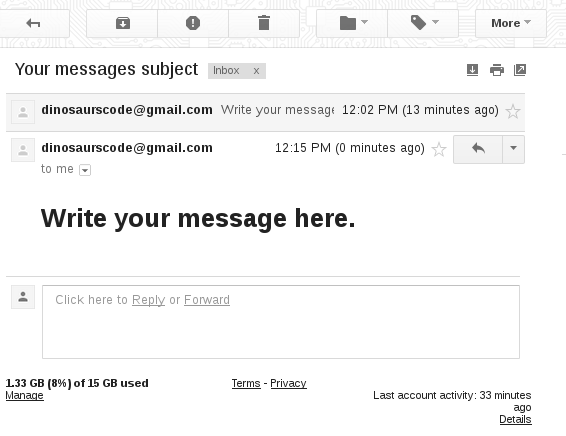 More
Your messages subject Inbox x
dinosaurscode@gmail.com Write your message 12:02 PM (13 minutes ago)
dinosaurscode@gmail.com 12:15 PM (0 minutes ago)
to me
Write your message here.
Click here to Reply or Forward
1.33 GB (8%) of 15 GB used
Manage
Terms - Privacy
Last account activity: 33 minutes
ago
Details